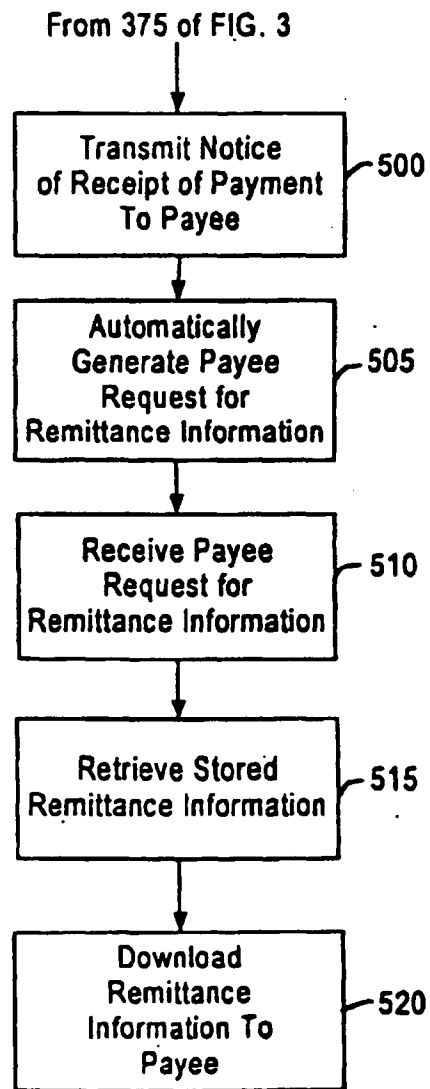 From 375 of FIG. 3
Transmit Notice
of Receipt of Payment
To Payee
500
Automatically
Generate Payee
Request for
Remittance Information
505
Receive Payee
Request for
Remittance Information
510
Retrieve Stored
Remittance Information
515
Download
Remittance
Information To
Payee
520